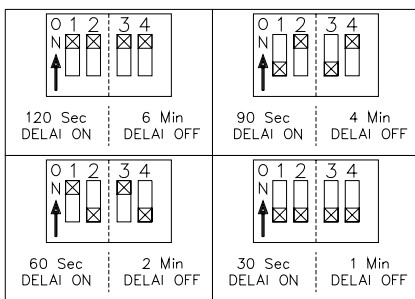 O 1 2 3 4
N
120 Sec 6 Min
DELAI ON DELAI OFF
O 1 2 3 4
N
90 Sec 4 Min
DELAI ON DELAI OFF
O 1 2 3 4
N
60 Sec 2 Min
DELAI ON DELAI OFF
O 1 2 3 4
N
30 Sec 1 Min
DELAI ON DELAI OFF